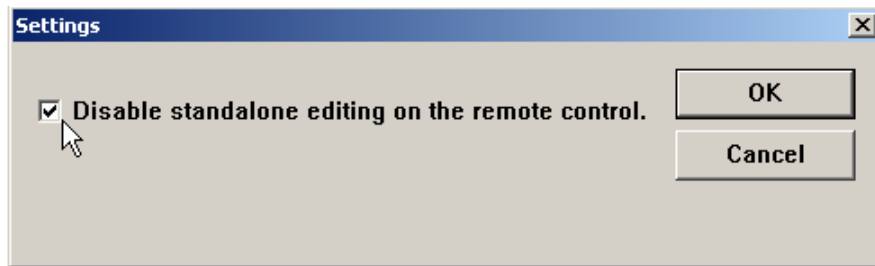 Settings
Disable standalone editing on the remote control.
OK
Cancel